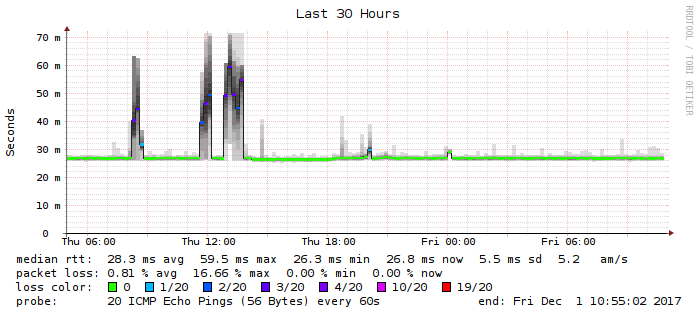 Last 30 Hours
RRDTOOL / TOBI OETIKER
Seconds
70 m
60 m
50 m
40 m
30 m
20 m
10 m
0
Thu 06:00 Thu 12:00 Thu 18:00 Fri 00:00 Fri 06:00
median rtt: 28.3 ms avg 59.5 ms max 26.3 ms min 26.8 ms now 5.5 ms sd 5.2 am/s
packet loss: 0.81 % avg 16.66 % max 0.00 % min 0.00 % now
loss color: 0 1/20 2/20 3/20 4/20 10/20 19/20
probe: 20 ICMP Echo Pings (56 Bytes) every 60s end: Fri Dec 1 10:55:02 2017